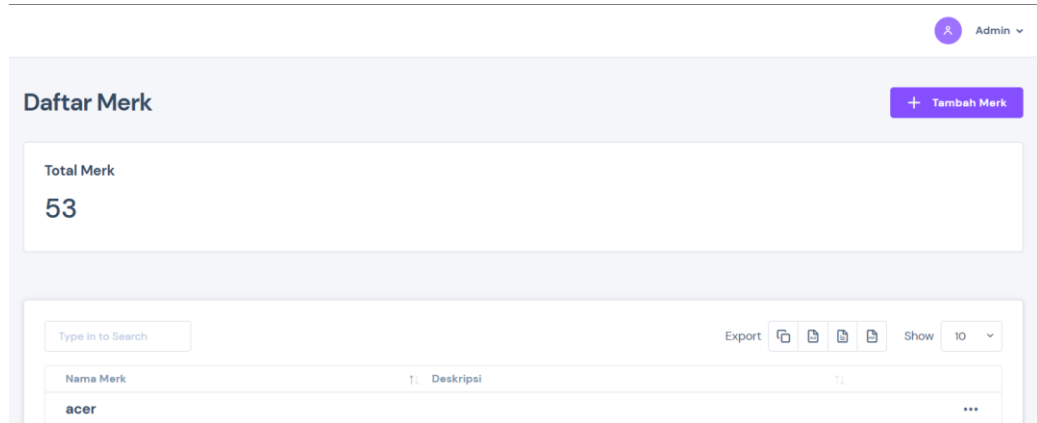 Admin
Daftar Merk
+ Tambah Merk
Total Merk
53
Type in to Search
Export
Show 10
Nama Merk
Deskripsi
acer